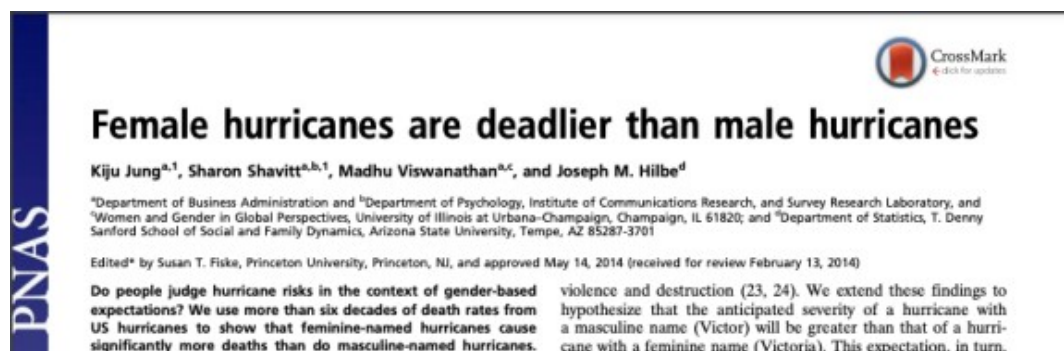 CrossMark
click for updates
Female hurricanes are deadlier than male hurricanes
Kiju Jungᵃ,¹, Sharon Shavittᵃ,ᵇ,¹, Madhu Viswanathanᵃ,ᶜ, and Joseph M. Hilbeᵈ
ᵃDepartment of Business Administration and ᵇDepartment of Psychology, Institute of Communications Research, and Survey Research Laboratory, and
ᶜWomen and Gender in Global Perspectives, University of Illinois at Urbana–Champaign, Champaign, IL 61820; and ᵈDepartment of Statistics, T. Denny
Sanford School of Social and Family Dynamics, Arizona State University, Tempe, AZ 85287-3701
Edited* by Susan T. Fiske, Princeton University, Princeton, NJ, and approved May 14, 2014 (received for review February 13, 2014)
Do people judge hurricane risks in the context of gender-based
expectations? We use more than six decades of death rates from
US hurricanes to show that feminine-named hurricanes cause
significantly more deaths than do masculine-named hurricanes.
violence and destruction (23, 24). We extend these findings to
hypothesize that the anticipated severity of a hurricane with
a masculine name (Victor) will be greater than that of a hurri-
cane with a feminine name (Victoria). This expectation, in turn,
PNAS